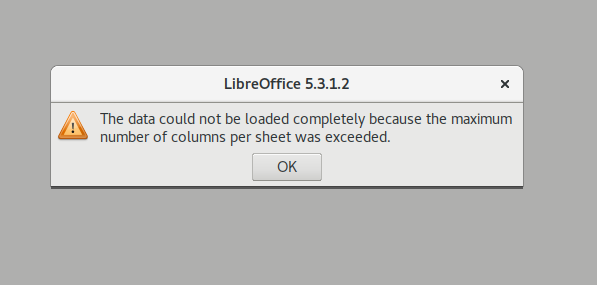 LibreOffice 5.3.1.2
The data could not be loaded completely because the maximum
number of columns per sheet was exceeded.
OK